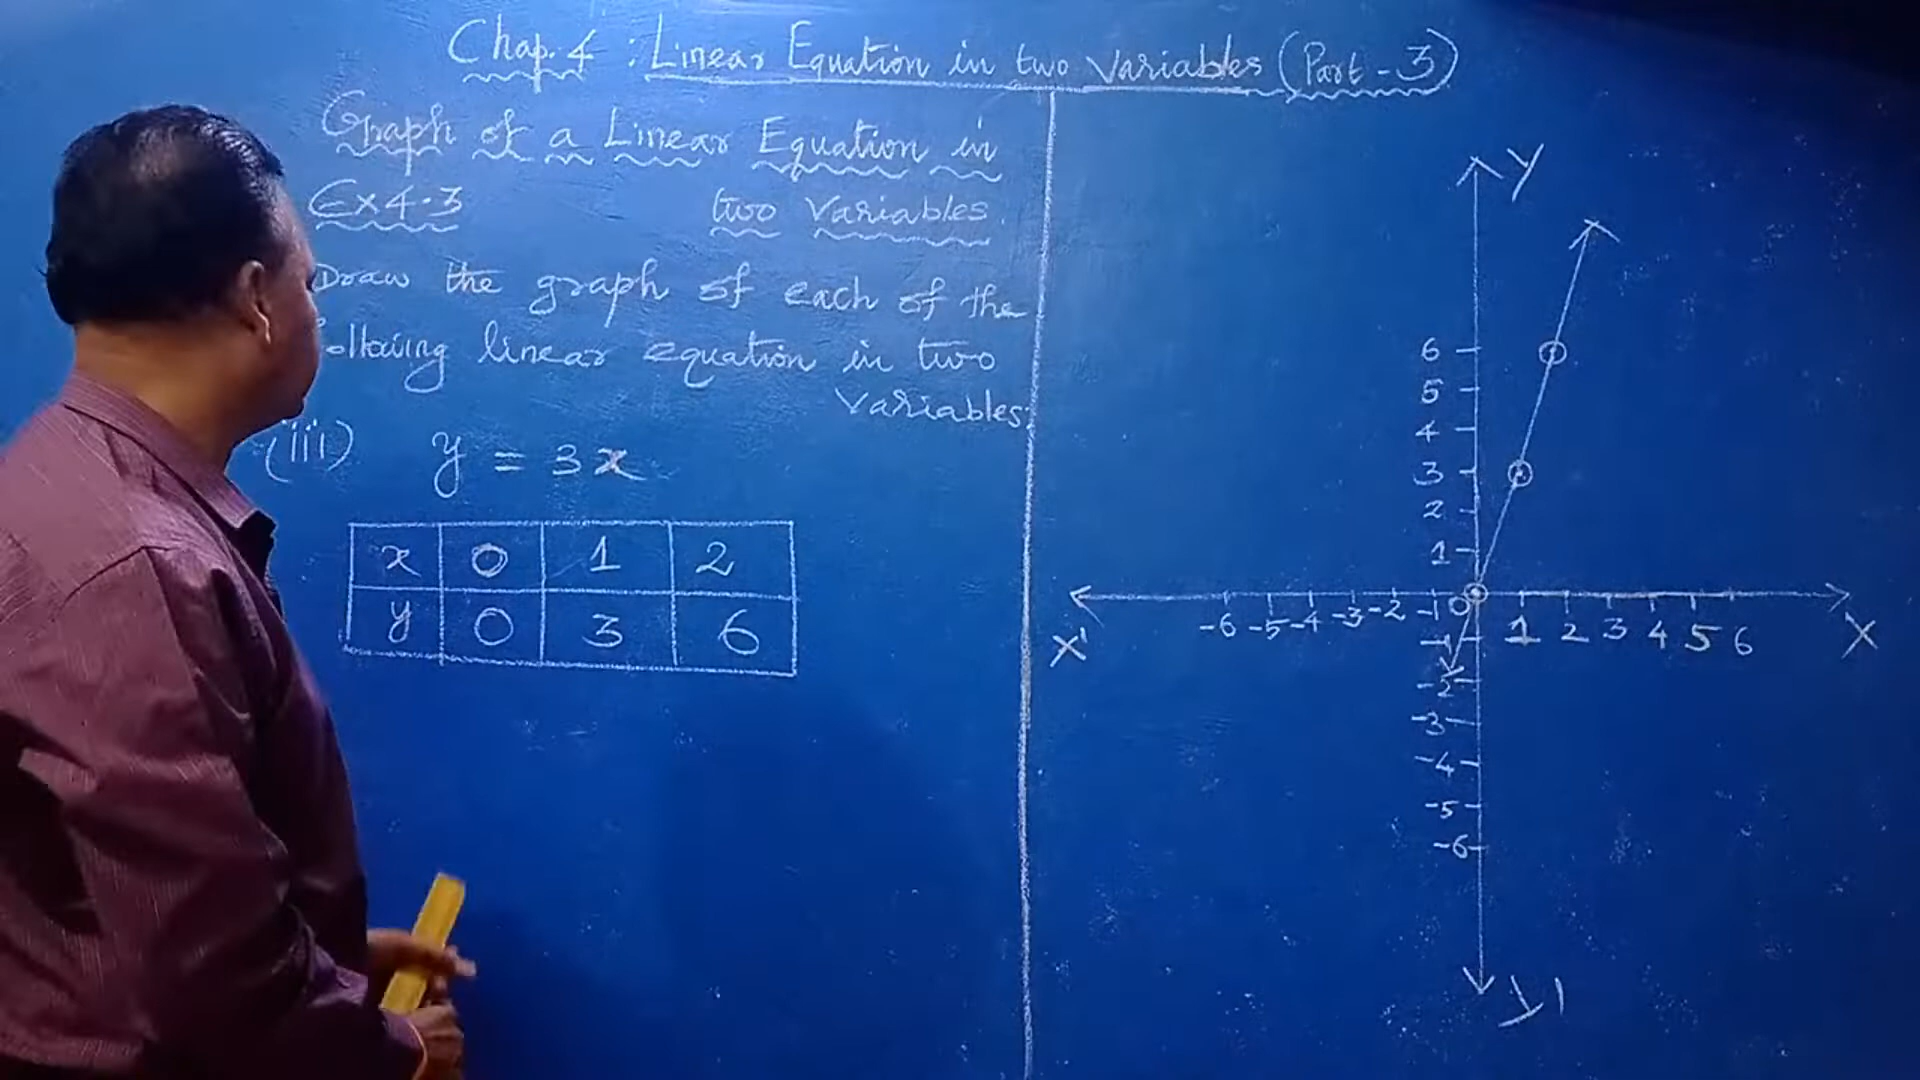 Chap. 4 : Linear Equation in two variables (Part - 3)
Graph of a Linear Equation in
Ex 4.3 two variables.
Draw the graph of each of the
following linear equation in two
variables:
(iii) y = 3x
x 0 1 2
y 0 3 6
Y
6
5
4
3
2
1
X' -6 -5 -4 -3 -2 -1 0 1 2 3 4 5 6 X
-1
-2
-3
-4
-5
-6
y'